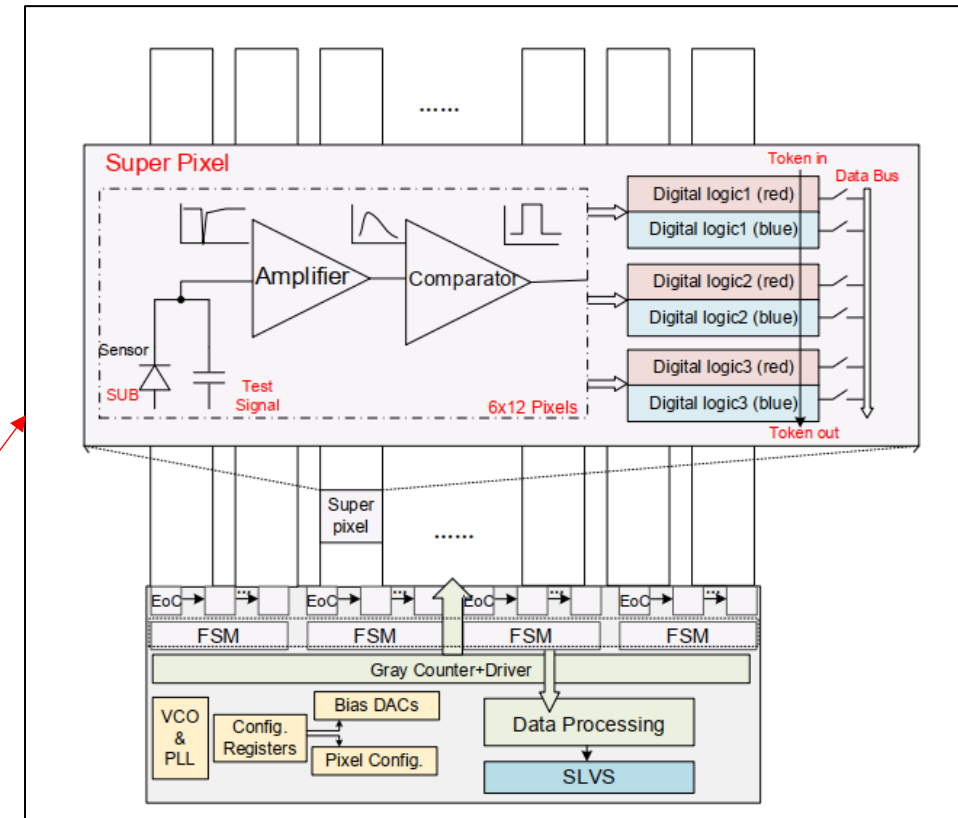 ......
Super Pixel
Token in
Data Bus
Digital logic1 (red)
Digital logic1 (blue)
Amplifier
Comparator
Digital logic2 (red)
Digital logic2 (blue)
Sensor
SUB
Test
Signal
6x12 Pixels
Digital logic3 (red)
Digital logic3 (blue)
Token out
Super
pixel
......
EoC ... EoC ... EoC ... EoC ...
FSM FSM FSM FSM
Gray Counter+Driver
VCO
&
PLL
Config.
Registers
Bias DACs
Pixel Config.
Data Processing
SLVS